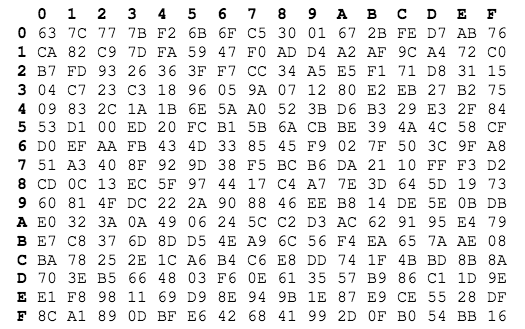 0 1 2 3 4 5 6 7 8 9 A B C D E F
0 63 7C 77 7B F2 6B 6F C5 30 01 67 2B FE D7 AB 76
1 CA 82 C9 7D FA 59 47 F0 AD D4 A2 AF 9C A4 72 C0
2 B7 FD 93 26 36 3F F7 CC 34 A5 E5 F1 71 D8 31 15
3 04 C7 23 C3 18 96 05 9A 07 12 80 E2 EB 27 B2 75
4 09 83 2C 1A 1B 6E 5A A0 52 3B D6 B3 29 E3 2F 84
5 53 D1 00 ED 20 FC B1 5B 6A CB BE 39 4A 4C 58 CF
6 D0 EF AA FB 43 4D 33 85 45 F9 02 7F 50 3C 9F A8
7 51 A3 40 8F 92 9D 38 F5 BC B6 DA 21 10 FF F3 D2
8 CD 0C 13 EC 5F 97 44 17 C4 A7 7E 3D 64 5D 19 73
9 60 81 4F DC 22 2A 90 88 46 EE B8 14 DE 5E 0B DB
A E0 32 3A 0A 49 06 24 5C C2 D3 AC 62 91 95 E4 79
B E7 C8 37 6D 8D D5 4E A9 6C 56 F4 EA 65 7A AE 08
C BA 78 25 2E 1C A6 B4 C6 E8 DD 74 1F 4B BD 8B 8A
D 70 3E B5 66 48 03 F6 0E 61 35 57 B9 86 C1 1D 9E
E E1 F8 98 11 69 D9 8E 94 9B 1E 87 E9 CE 55 28 DF
F 8C A1 89 0D BF E6 42 68 41 99 2D 0F B0 54 BB 16